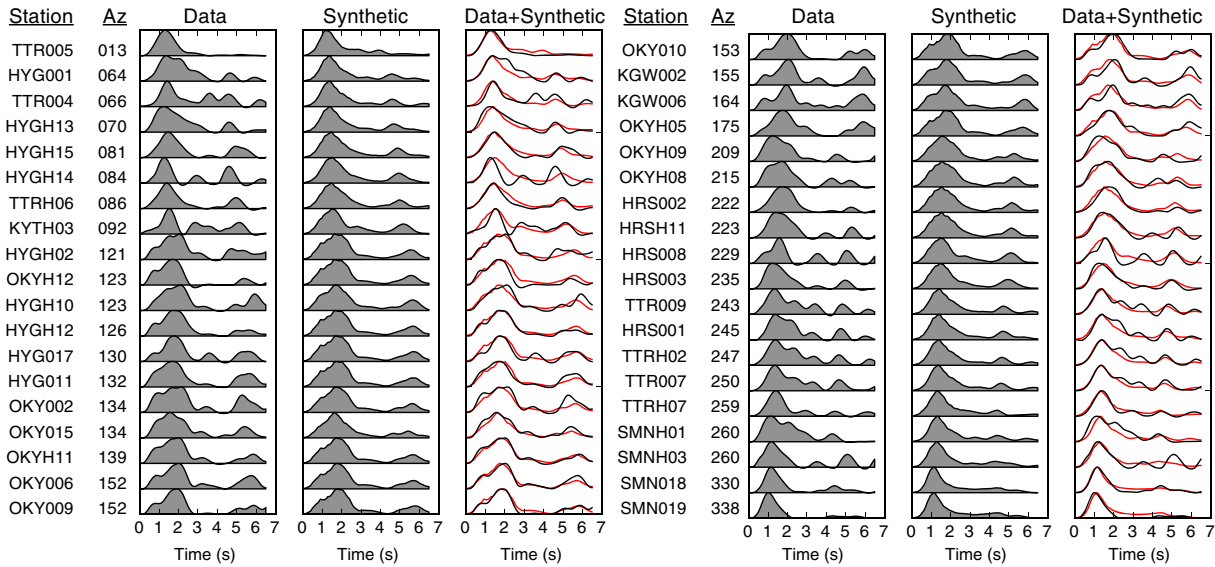 Station Az Data Synthetic Data+Synthetic
TTR005 013
HYG001 064
TTR004 066
HYGH13 070
HYGH15 081
HYGH14 084
TTRH06 086
KYTH03 092
HYGH02 121
OKYH12 123
HYGH10 123
HYGH12 126
HYG017 130
HYG011 132
OKY002 134
OKY015 134
OKYH11 139
OKY006 152
OKY009 152
0 1 2 3 4 5 6 7 0 1 2 3 4 5 6 7 0 1 2 3 4 5 6 7
Time (s) Time (s) Time (s)
Station Az Data Synthetic Data+Synthetic
OKY010 153
KGW002 155
KGW006 164
OKYH05 175
OKYH09 209
OKYH08 215
HRS002 222
HRSH11 223
HRS008 229
HRS003 235
TTR009 243
HRS001 245
TTRH02 247
TTR007 250
TTRH07 259
SMNH01 260
SMNH03 260
SMN018 330
SMN019 338
0 1 2 3 4 5 6 7 0 1 2 3 4 5 6 7 0 1 2 3 4 5 6 7
Time (s) Time (s) Time (s)